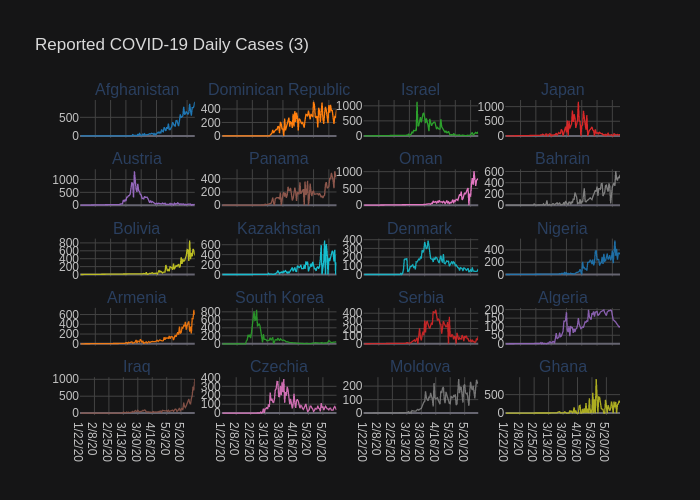 Reported COVID-19 Daily Cases (3)
Afghanistan Dominican Republic Israel Japan
500 0 400 200 0 1000 500 0 1000 500 0
Austria Panama Oman Bahrain
1000 500 0 400 200 0 1000 500 0 600 400 200 0
Bolivia Kazakhstan Denmark Nigeria
800 600 400 200 0 600 400 200 0 400 300 200 100 0 400 200 0
Armenia South Korea Serbia Algeria
600 400 200 0 800 600 400 200 0 400 300 200 100 0 200 150 100 50 0
Iraq Czechia Moldova Ghana
1000 500 0 400 300 200 100 0 200 100 0 500 0
1/22/20 2/8/20 2/25/20 3/13/20 3/30/20 4/16/20 5/3/20 5/20/20 1/22/20 2/8/20 2/25/20 3/13/20 3/30/20 4/16/20 5/3/20 5/20/20 1/22/20 2/8/20 2/25/20 3/13/20 3/30/20 4/16/20 5/3/20 5/20/20 1/22/20 2/8/20 2/25/20 3/13/20 3/30/20 4/16/20 5/3/20 5/20/20